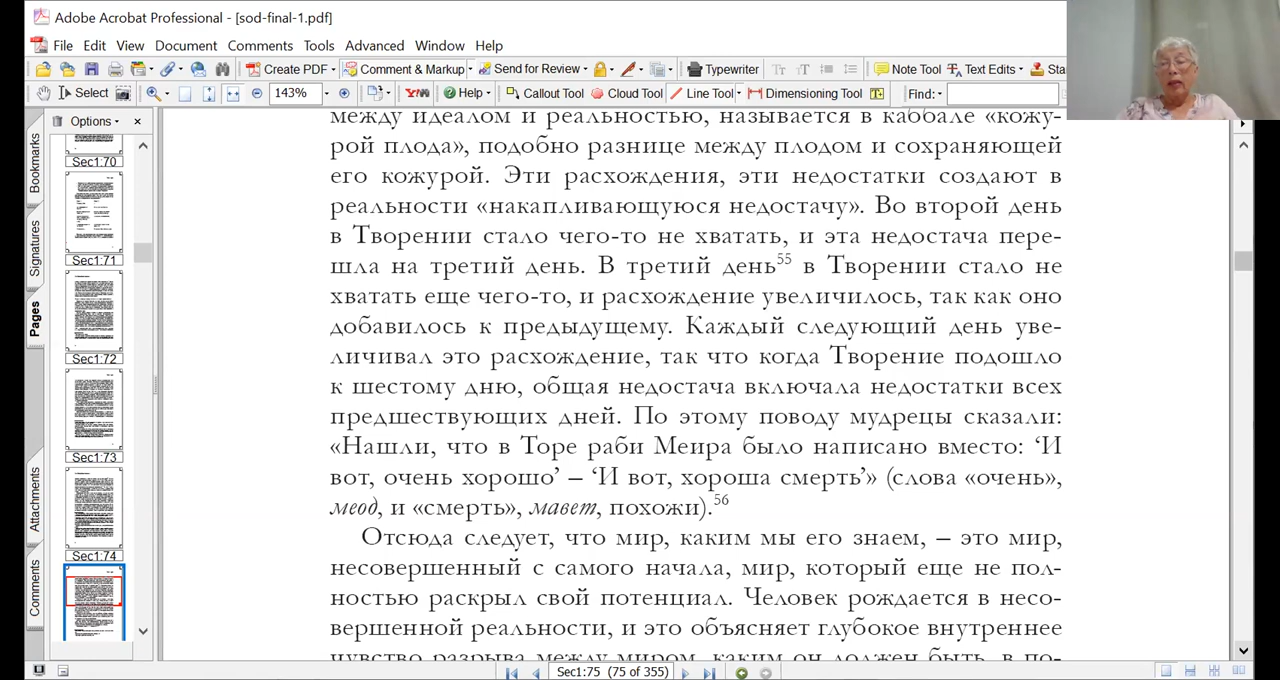 Adobe Acrobat Professional - [sod-final-1.pdf]
File Edit View Document Comments Tools Advanced Window Help
Create PDF Comment & Markup Send for Review Typewriter Note Tool Text Edits Sta
Select 143% Y!N Help Callout Tool Cloud Tool Line Tool Dimensioning Tool Find:
Options
Bookmarks
Signatures
Pages
Attachments
Comments
Sec1:70
Sec1:71
Sec1:72
Sec1:73
Sec1:74
между идеалом и реальностью, называется в каббале «кожу-
рой плода», подобно разнице между плодом и сохраняющей
его кожурой. Эти расхождения, эти недостатки создают в
реальности «накапливающуюся недостачу». Во второй день
в Творении стало чего-то не хватать, и эта недостача пере-
шла на третий день. В третий день55 в Творении стало не
хватать еще чего-то, и расхождение увеличилось, так как оно
добавилось к предыдущему. Каждый следующий день уве-
личивал это расхождение, так что когда Творение подошло
к шестому дню, общая недостача включала недостатки всех
предшествующих дней. По этому поводу мудрецы сказали:
«Нашли, что в Торе раби Меира было написано вместо: ‘И
вот, очень хорошо’ – ‘И вот, хороша смерть’» (слова «очень»,
меод, и «смерть», мавет, похожи).56
Отсюда следует, что мир, каким мы его знаем, – это мир,
несовершенный с самого начала, мир, который еще не пол-
ностью раскрыл свой потенциал. Человек рождается в несо-
вершенной реальности, и это объясняет глубокое внутреннее
чувство разрыва между миром, каким он должен быть, в по-
Sec1:75 (75 of 355)